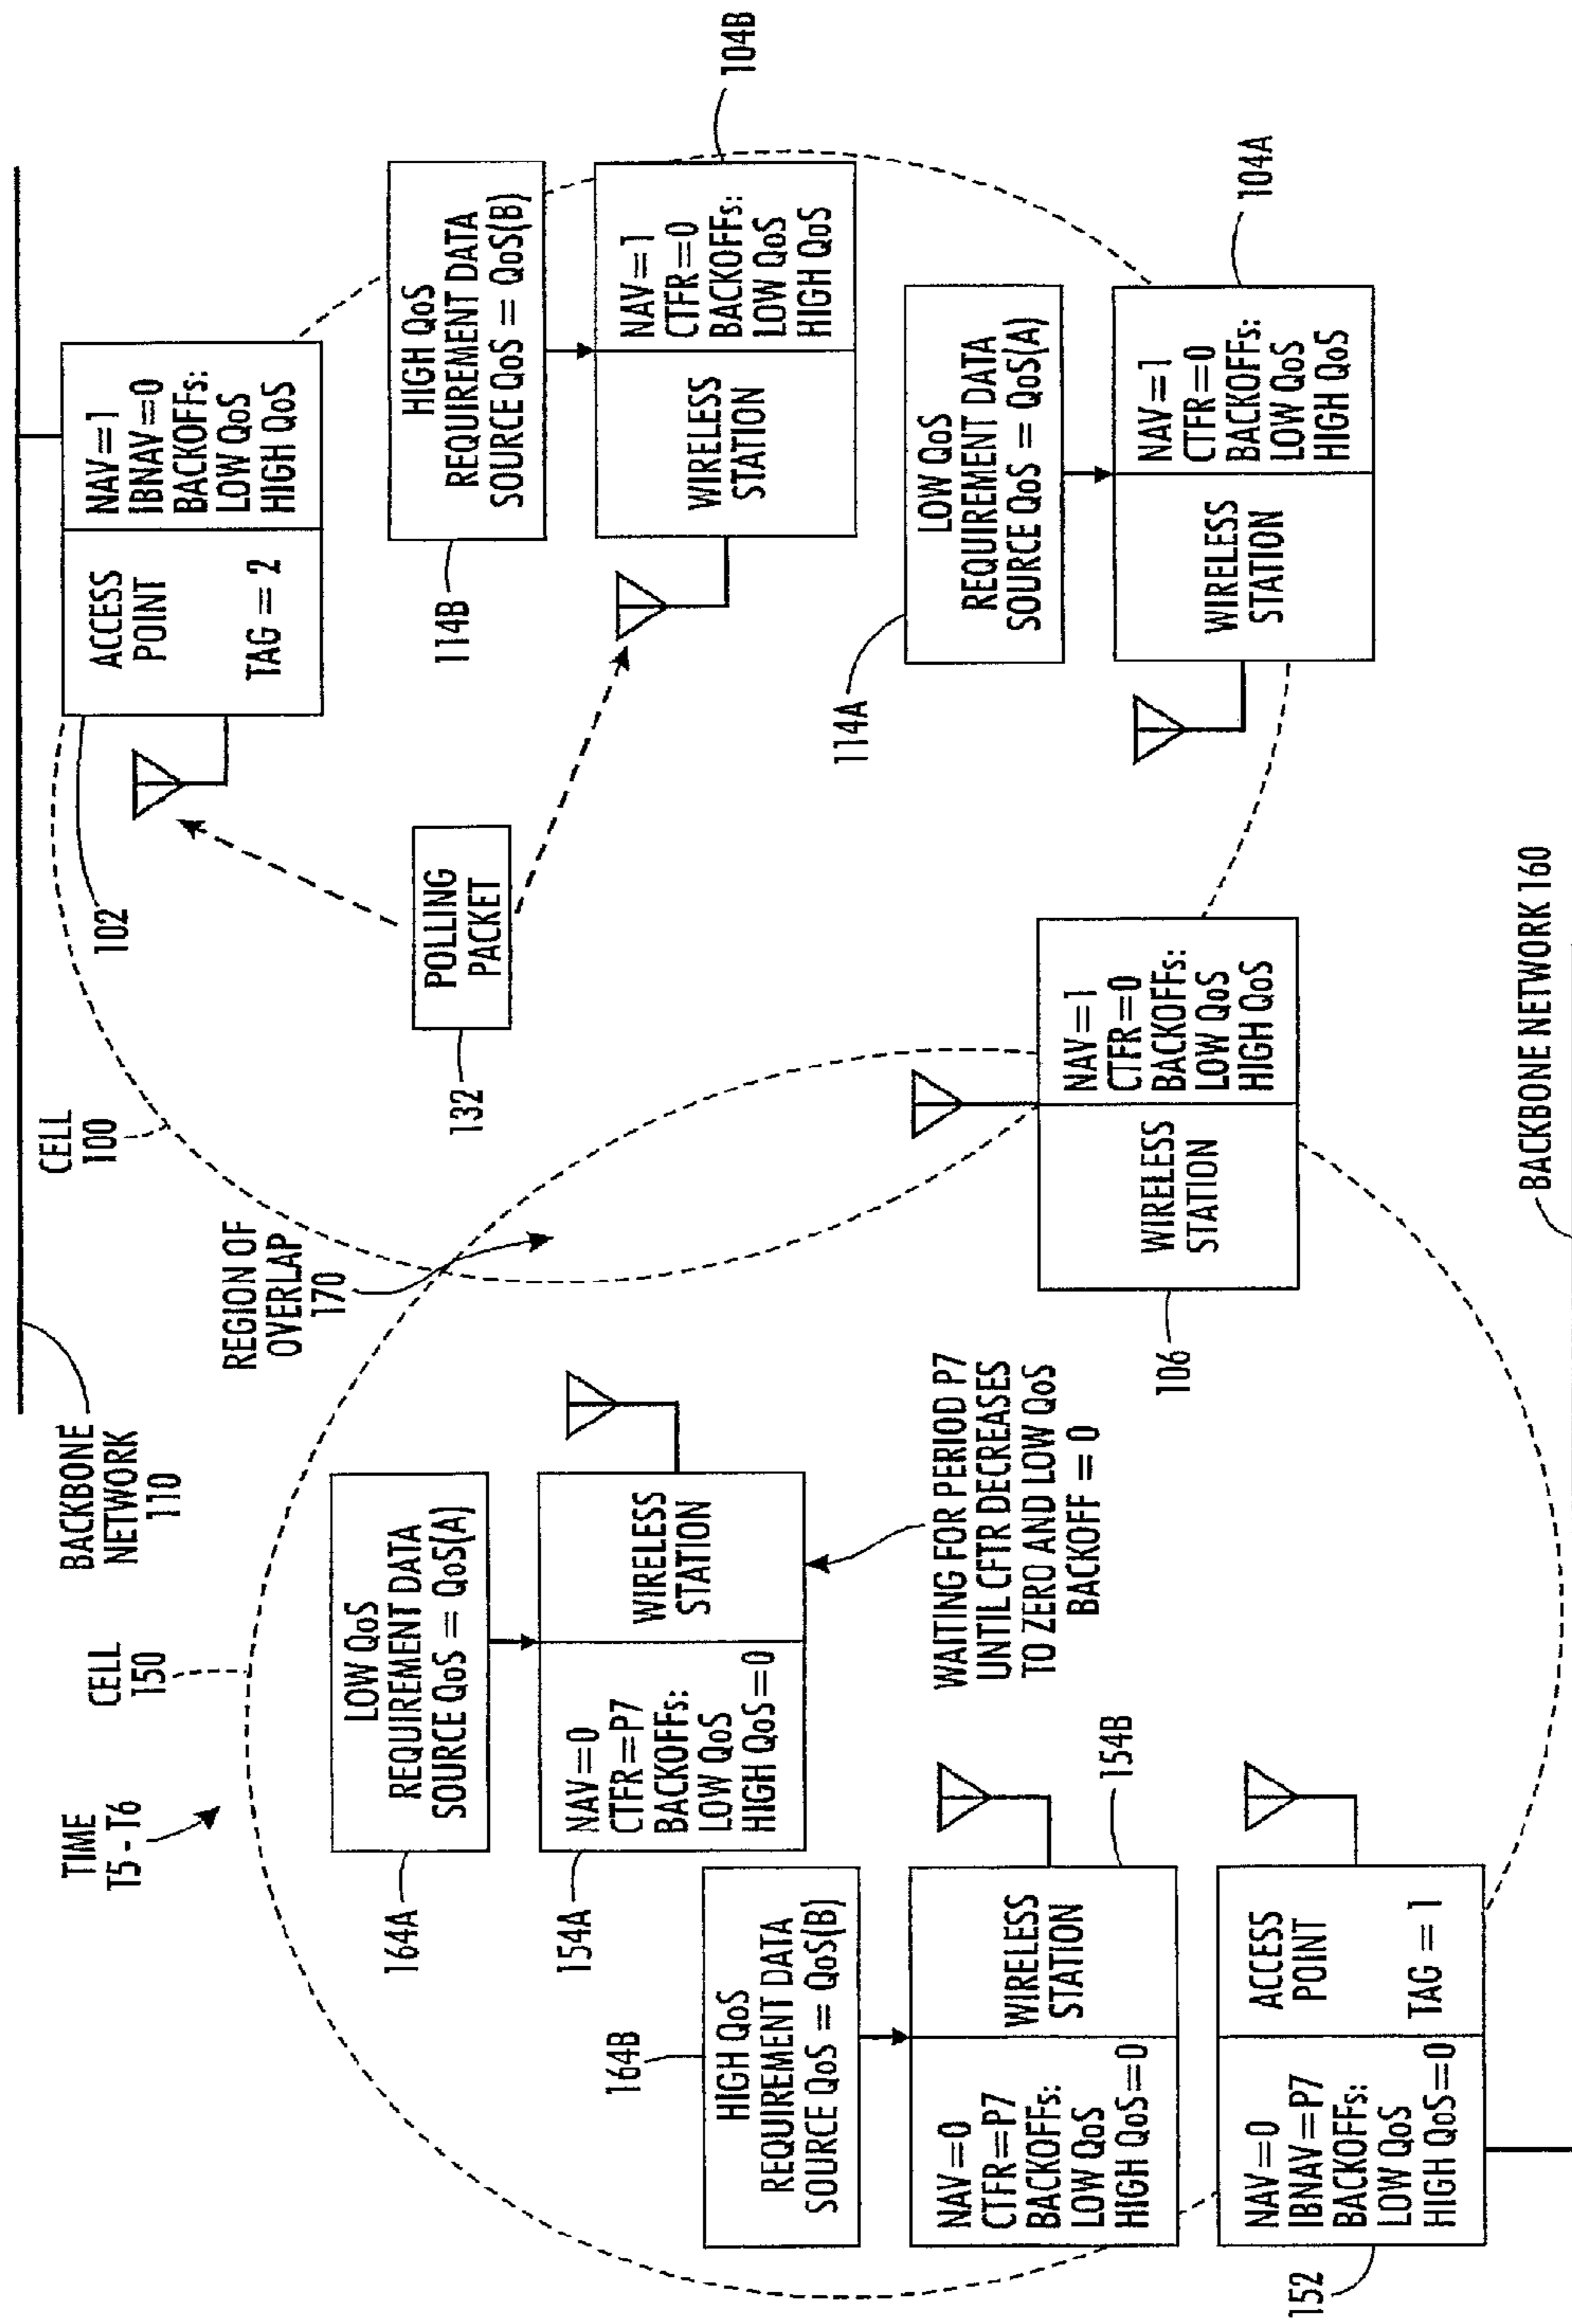 TIME
T5 - T6
CELL
150
BACKBONE
NETWORK
110
REGION OF
OVERLAP
170
CELL
100
102
ACCESS
POINT
TAG = 2
NAV=1
IBNAV=0
BACKOFFs:
LOW QoS
HIGH QoS
164A
LOW QoS
REQUIREMENT DATA
SOURCE QoS = QoS(A)
154A
NAV=0
CTFR=P7
BACKOFFs:
LOW QoS
HIGH QoS=0
WIRELESS
STATION
132
POLLING
PACKET
114B
HIGH QoS
REQUIREMENT DATA
SOURCE QoS = QoS(B)
WIRELESS
STATION
NAV=1
CTFR=0
BACKOFFs:
LOW QoS
HIGH QoS
104B
164B
HIGH QoS
REQUIREMENT DATA
SOURCE QoS = QoS(B)
NAV=0
CTFR=P7
BACKOFFs:
LOW QoS
HIGH QoS=0
WIRELESS
STATION
154B
WAITING FOR PERIOD P7
UNTIL CFTR DECREASES
TO ZERO AND LOW QoS
BACKOFF = 0
114A
LOW QoS
REQUIREMENT DATA
SOURCE QoS = QoS(A)
WIRELESS
STATION
NAV=1
CTFR=0
BACKOFFs:
LOW QoS
HIGH QoS
104A
106
WIRELESS
STATION
NAV=1
CTFR=0
BACKOFFs:
LOW QoS
HIGH QoS
152
NAV=0
IBNAV=P7
BACKOFFs:
LOW QoS
HIGH QoS=0
ACCESS
POINT
TAG = 1
BACKBONE NETWORK 160